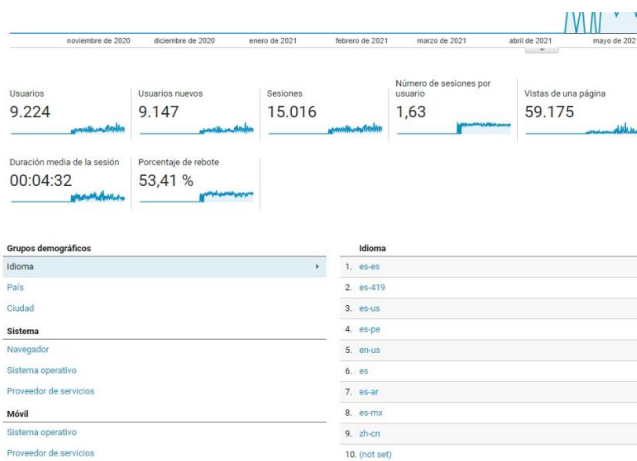 noviembre de 2020 diciembre de 2020 enero de 2021 febrero de 2021 marzo de 2021 abril de 2021 mayo de 2021
Usuarios
9.224
Usuarios nuevos
9.147
Sesiones
15.016
Número de sesiones por
usuario
1,63
Vistas de una página
59.175
Duración media de la sesión
00:04:32
Porcentaje de rebote
53,41 %
Grupos demográficos
Idioma
País
Ciudad
Sistema
Navegador
Sistema operativo
Proveedor de servicios
Móvil
Sistema operativo
Proveedor de servicios
Idioma
1. es-es
2. es-419
3. es-us
4. es-pe
5. en-us
6. es
7. es-ar
8. es-mx
9. zh-cn
10. (not set)